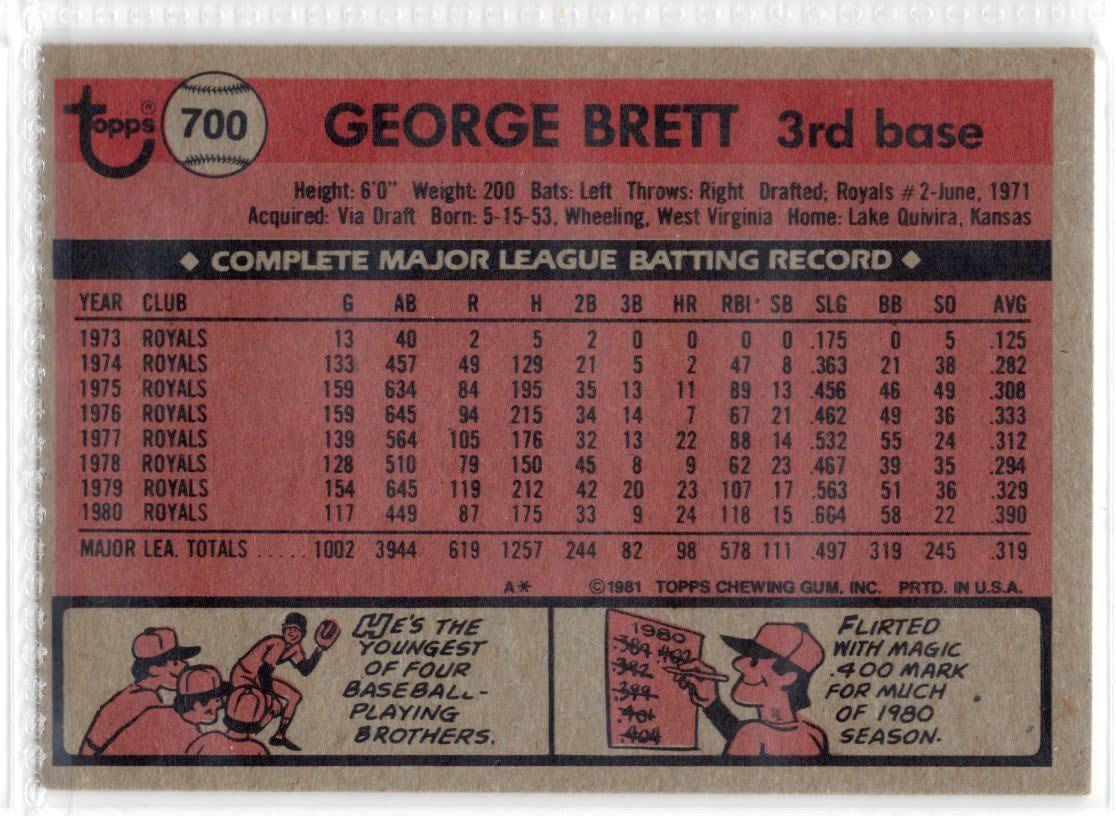 Topps ® 700 GEORGE BRETT 3rd base
Height: 6'0" Weight: 200 Bats: Left Throws: Right Drafted; Royals #2-June, 1971
Acquired: Via Draft Born: 5-15-53, Wheeling, West Virginia Home: Lake Quivira, Kansas
◆ COMPLETE MAJOR LEAGUE BATTING RECORD ◆
YEAR CLUB G AB R H 2B 3B HR RBI SB SLG BB SO AVG
1973 ROYALS 13 40 2 5 2 0 0 0 0 .175 0 5 .125
1974 ROYALS 133 457 49 129 21 5 2 47 8 .363 21 38 .282
1975 ROYALS 159 634 84 195 35 13 11 89 13 .456 46 49 .308
1976 ROYALS 159 645 94 215 34 14 7 67 21 .462 49 36 .333
1977 ROYALS 139 564 105 176 32 13 22 88 14 .532 55 24 .312
1978 ROYALS 128 510 79 150 45 8 9 62 23 .467 39 35 .294
1979 ROYALS 154 645 119 212 42 20 23 107 17 .563 51 36 .329
1980 ROYALS 117 449 87 175 33 9 24 118 15 .664 58 22 .390
MAJOR LEA. TOTALS ..... 1002 3944 619 1257 244 82 98 578 111 .497 319 245 .319
A* ©1981 TOPPS CHEWING GUM, INC. PRTD. IN U.S.A.
HE'S THE
YOUNGEST
OF FOUR
BASEBALL-
PLAYING
BROTHERS.
1980
.384 .402
.392
.399
.401
.404
FLIRTED
WITH MAGIC
.400 MARK
FOR MUCH
OF 1980
SEASON.